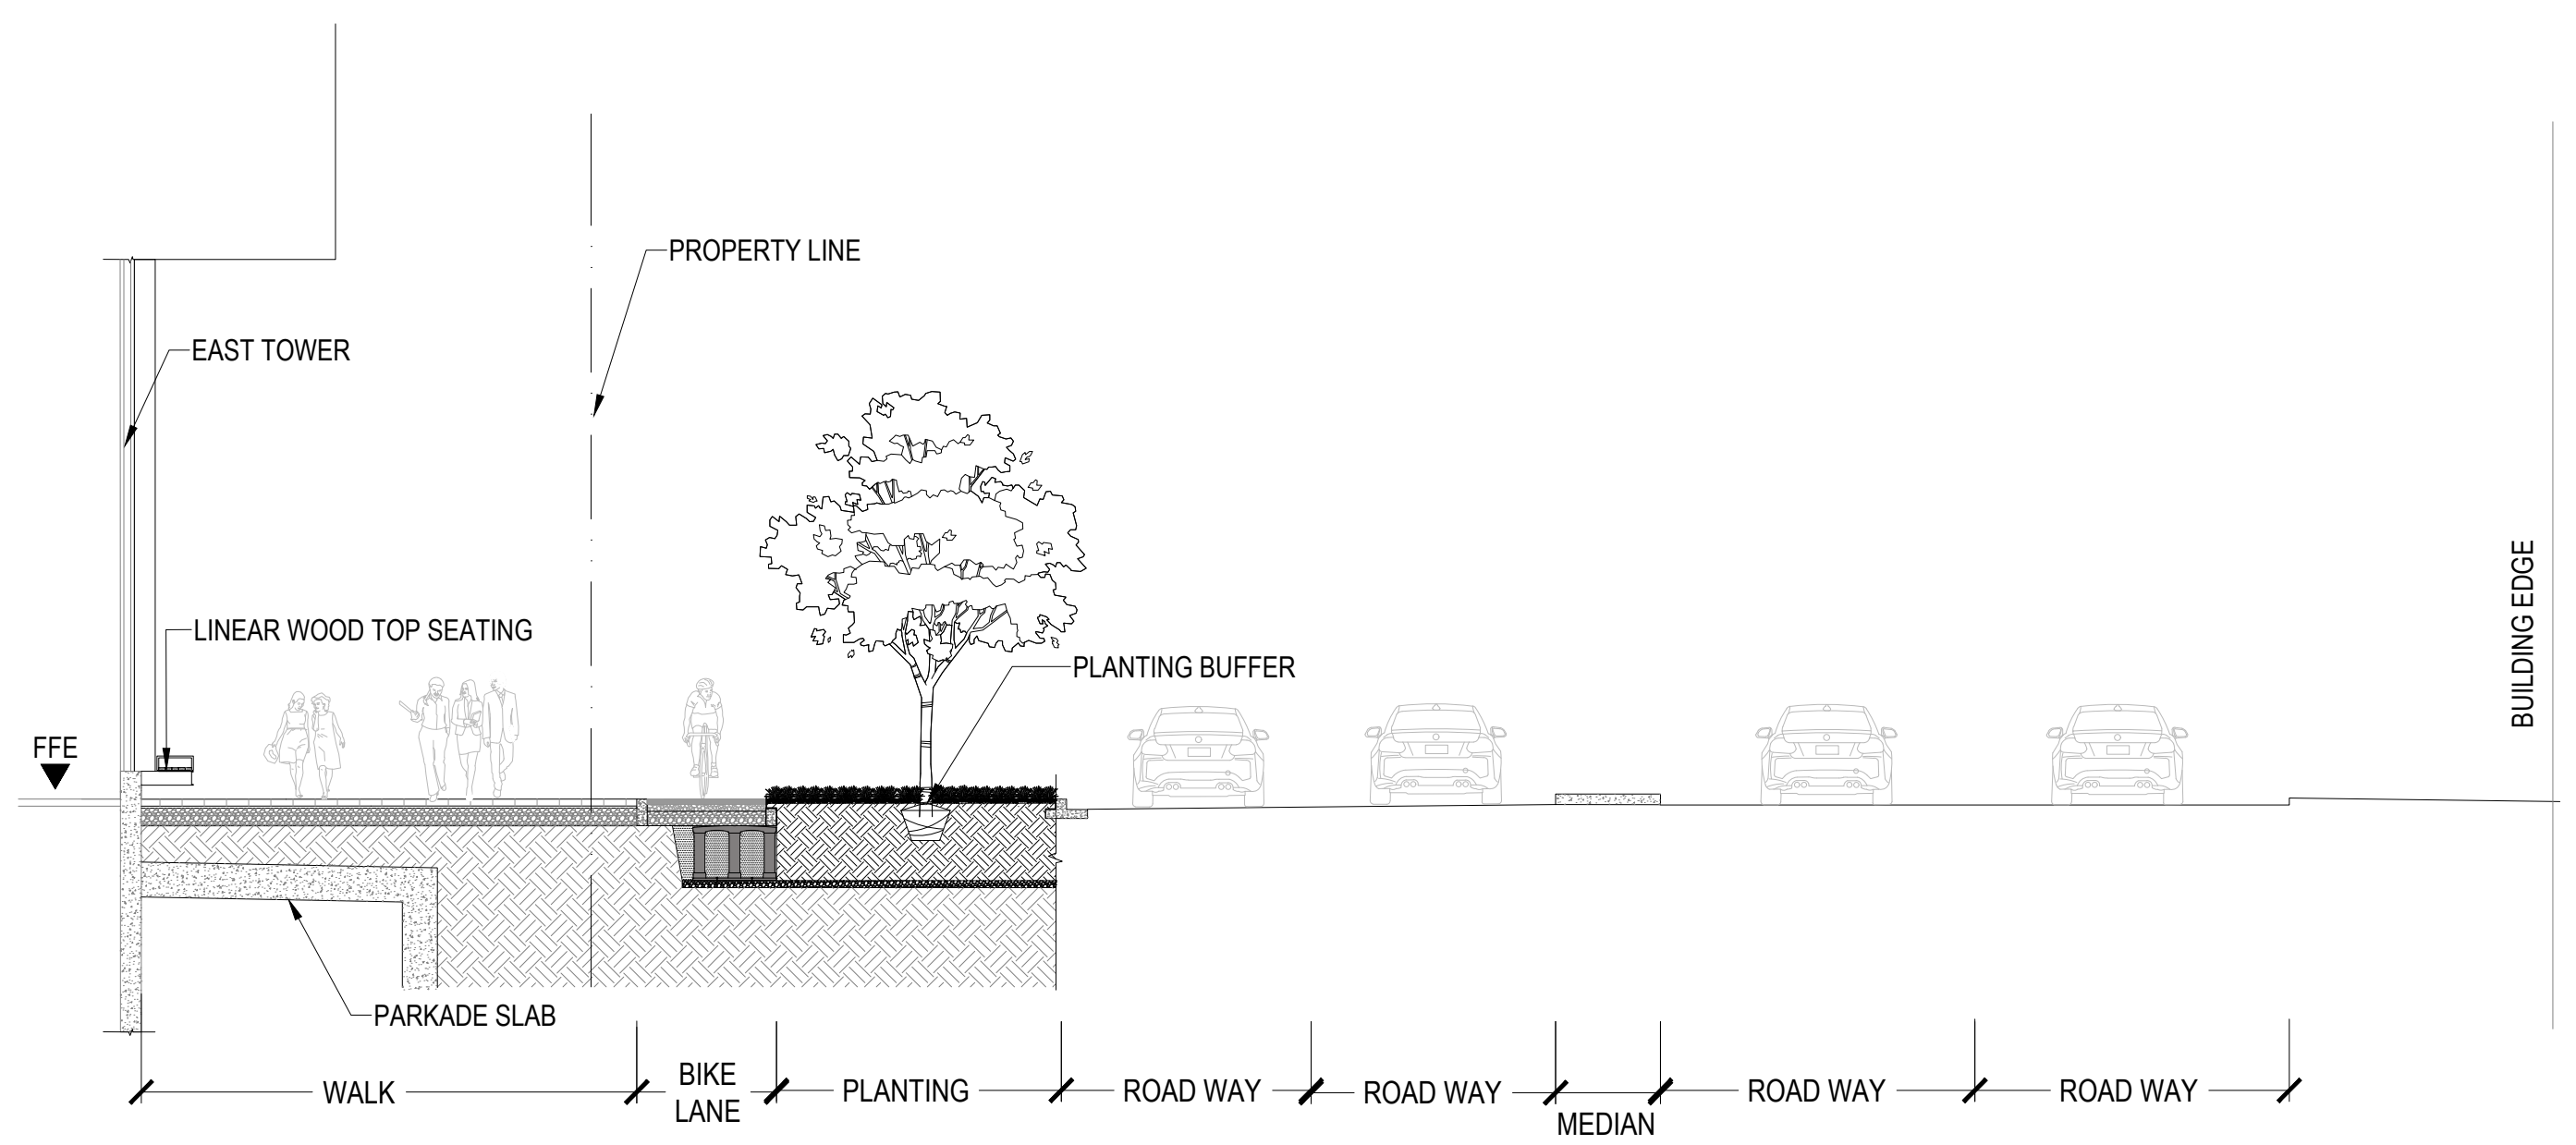 PROPERTY LINE
EAST TOWER
LINEAR WOOD TOP SEATING
PLANTING BUFFER
BUILDING EDGE
FFE
PARKADE SLAB
WALK
BIKE
LANE
PLANTING
ROAD WAY
ROAD WAY
MEDIAN
ROAD WAY
ROAD WAY